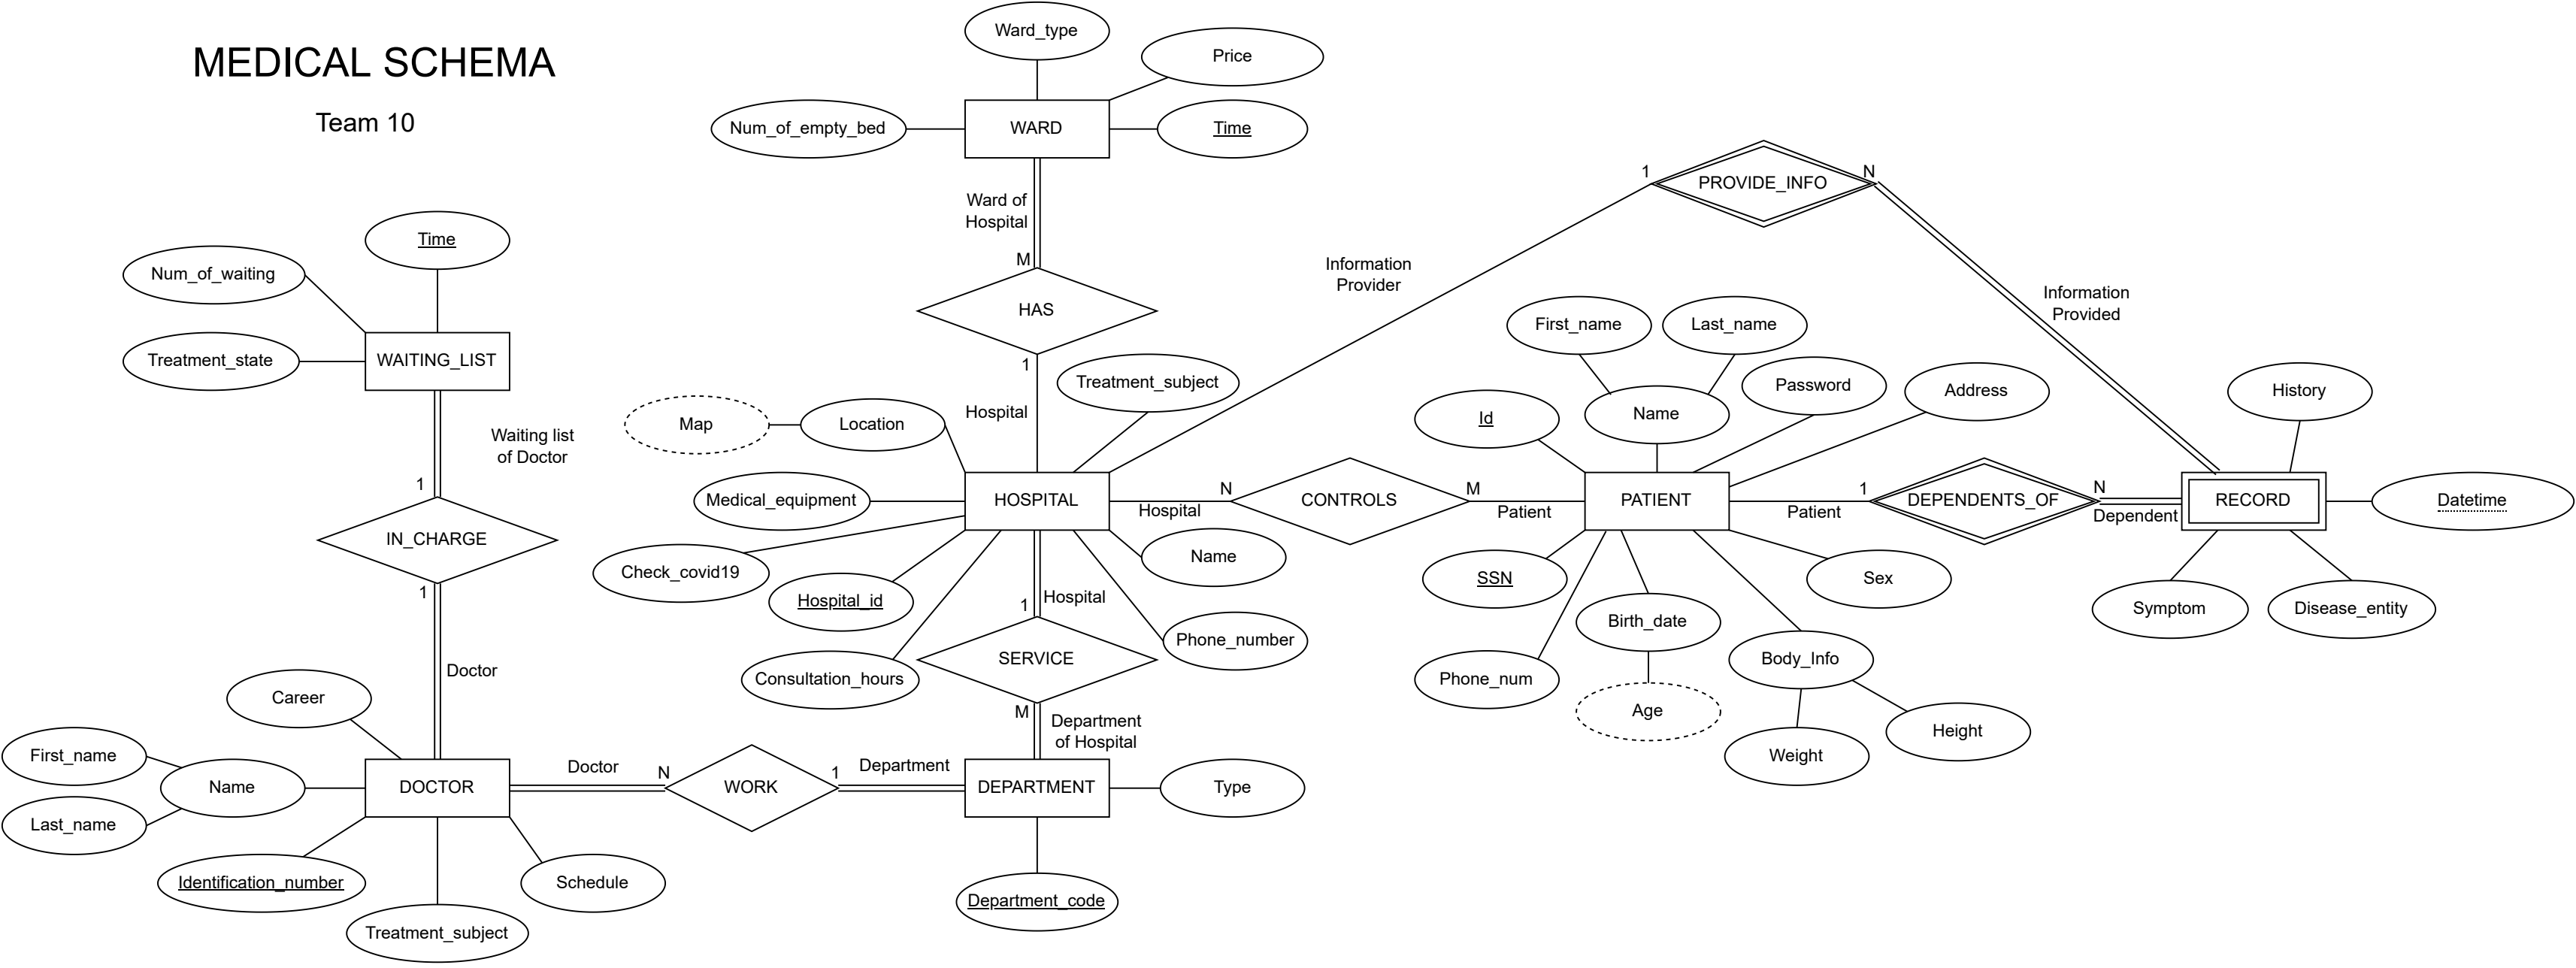 MEDICAL SCHEMA
Team 10
Ward_type
Price
Num_of_empty_bed
WARD
Time
Ward of
Hospital
M
HAS
1
Hospital
1
PROVIDE_INFO
N
Information
Provider
Information
Provided
Time
Num_of_waiting
Treatment_state
WAITING_LIST
Waiting list
of Doctor
1
IN_CHARGE
1
Doctor
Treatment_subject
Map
Location
Medical_equipment
HOSPITAL
Check_covid19
Hospital_id
Consultation_hours
Name
Phone_number
Hospital
N
CONTROLS
M
Patient
Hospital
1
SERVICE
M
Department
of Hospital
First_name
Last_name
Id
Name
Password
Address
PATIENT
SSN
Phone_num
Birth_date
Age
Body_Info
Weight
Height
Sex
Patient
1
DEPENDENTS_OF
N
Dependent
History
RECORD
Datetime
Symptom
Disease_entity
Career
First_name
Name
Last_name
DOCTOR
Identification_number
Treatment_subject
Schedule
Doctor
N
WORK
1
Department
DEPARTMENT
Type
Department_code